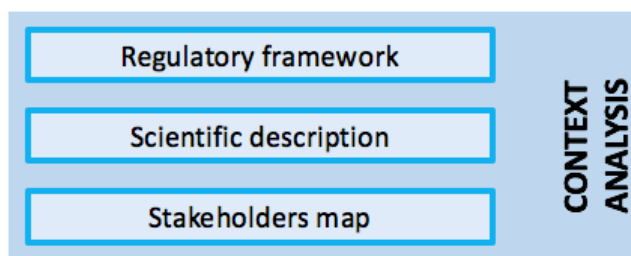 Regulatory framework
Scientific description
Stakeholders map
CONTEXT
ANALYSIS